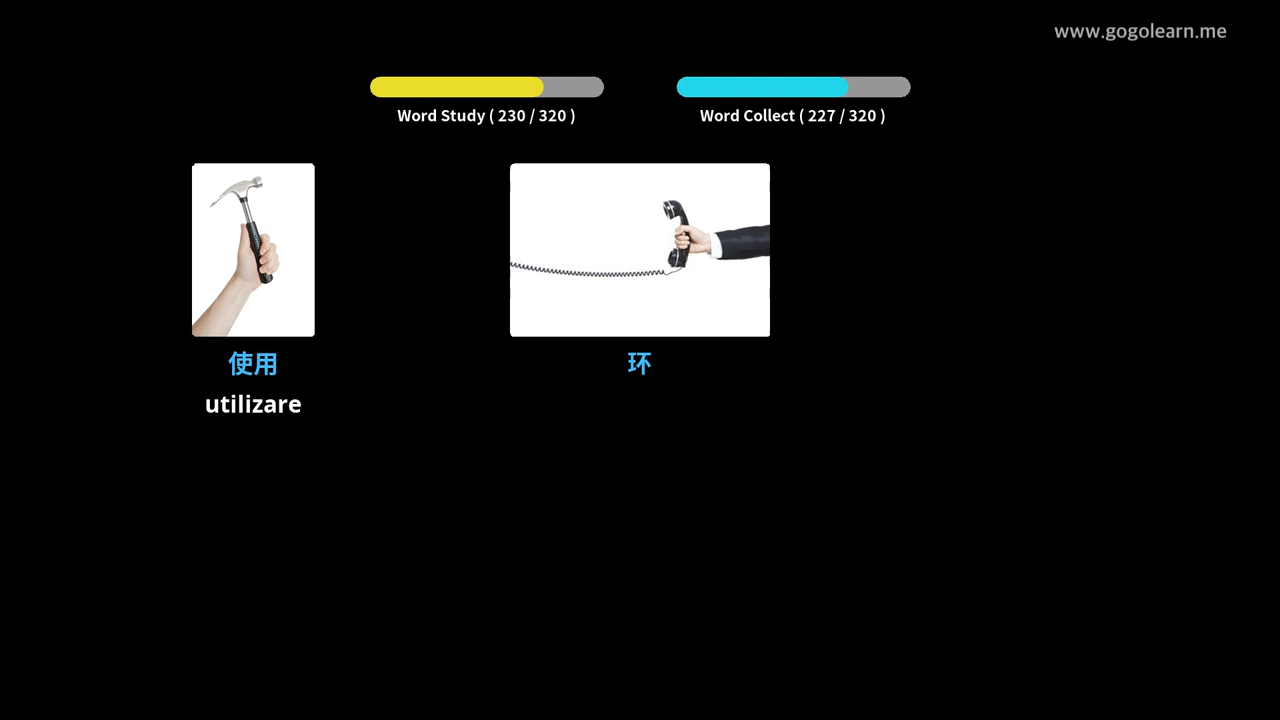 www.gogolearn.me
Word Study ( 230 / 320 )
Word Collect ( 227 / 320 )
使用
环
utilizare